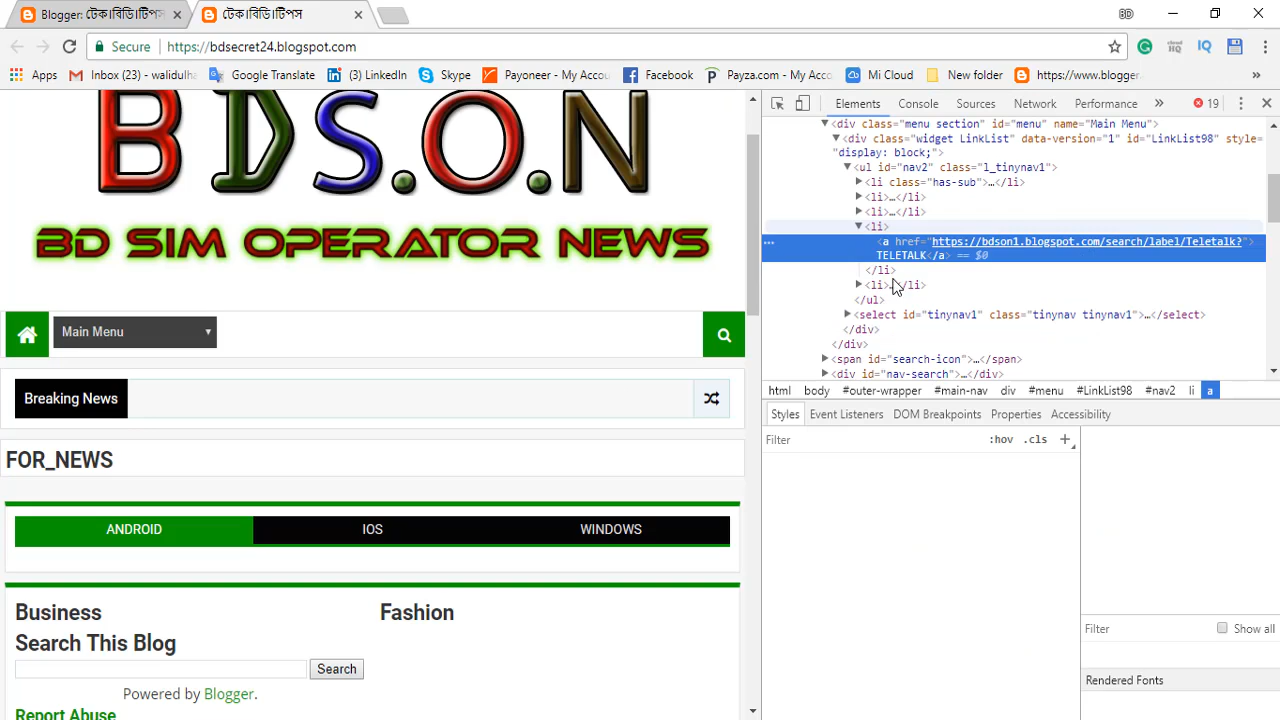 Blogger: টেক।বিডি।টিপস
টেক।বিডি।টিপস
BD
Secure
https://bdsecret24.blogspot.com
Apps
Inbox (23) - walidulha
Google Translate
(3) LinkedIn
Skype
Payoneer - My Accou
Facebook
Payza.com - My Acco
Mi Cloud
New folder
https://www.blogger
»
BDS.O.N
BD SIM OPERATOR NEWS
Main Menu
Breaking News
FOR_NEWS
ANDROID
IOS
WINDOWS
Business
Fashion
Search This Blog
Search
Powered by Blogger.
Report Abuse
Elements
Console
Sources
Network
Performance
»
19
<div class="menu section" id="menu" name="Main Menu">
<div class="widget LinkList" data-version="1" id="LinkList98" style=
"display: block;">
<ul id="nav2" class="l_tinynav1">
<li class="has-sub">…</li>
<li>…</li>
<li>…</li>
<li>
<a href="https://bdson1.blogspot.com/search/label/Teletalk?">
TELETALK</a> == $0
</li>
<li>…</li>
</ul>
<select id="tinynav1" class="tinynav tinynav1">…</select>
</div>
</div>
<span id="search-icon">…</span>
<div id="nav-search">…</div>
html
body
#outer-wrapper
#main-nav
div
#menu
#LinkList98
#nav2
li
a
Styles
Event Listeners
DOM Breakpoints
Properties
Accessibility
Filter
:hov
.cls
+
Filter
Show all
Rendered Fonts